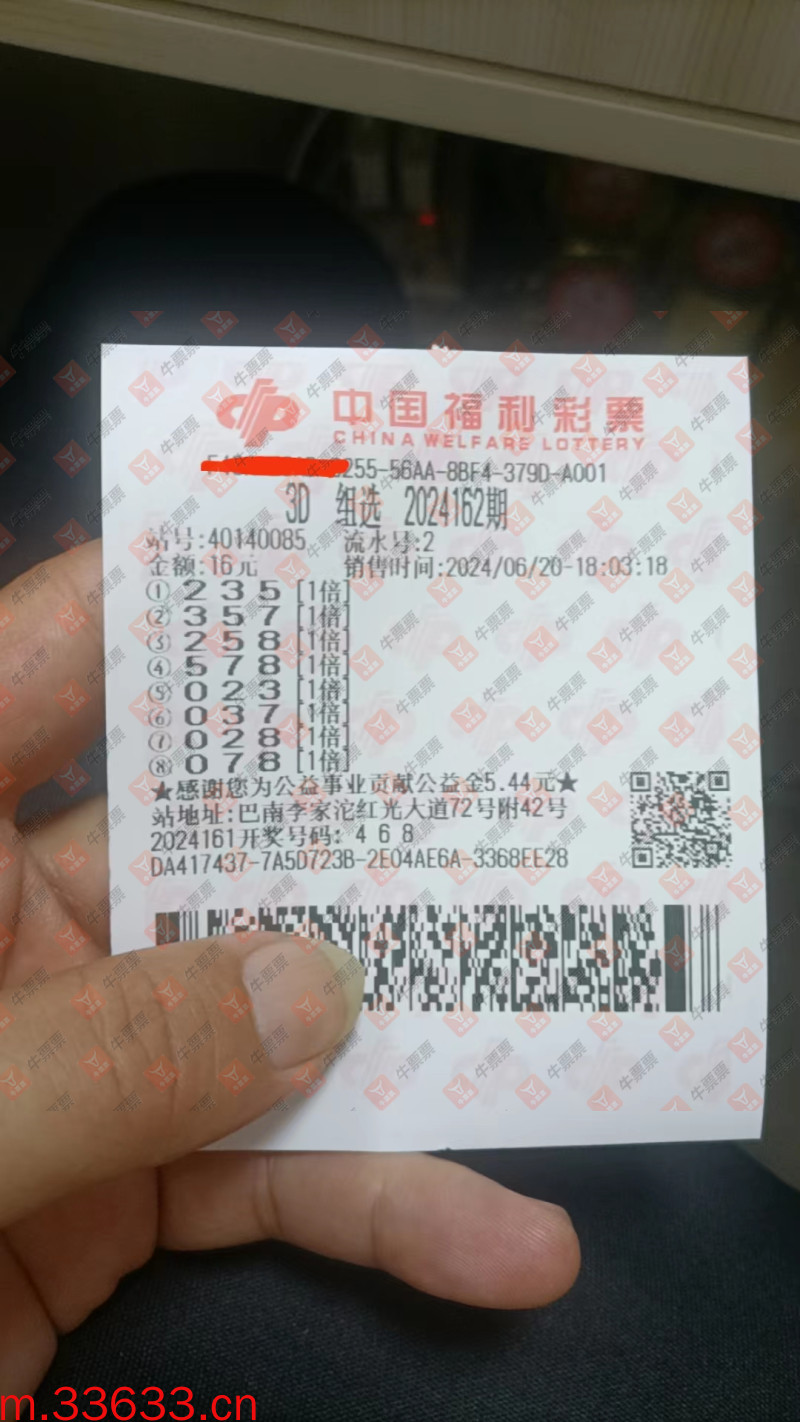 中国福利彩票
CHINA WELFARE LOTTERY
255-56AA-8BF4-379D-A001
3D 组选 2024162期
站号:40140085 流水号:2
金额:16元 销售时间:2024/06/20-18:03:18
① 2 3 5 [1倍]
② 3 5 7 [1倍]
③ 2 5 8 [1倍]
④ 5 7 8 [1倍]
⑤ 0 2 3 [1倍]
⑥ 0 3 7 [1倍]
⑦ 0 2 8 [1倍]
⑧ 0 7 8 [1倍]
★感谢您为公益事业贡献公益金5.44元★
站地址:巴南李家沱红光大道72号附42号
2024161开奖号码: 4 6 8
DA417437-7A5D723B-2E04AE6A-3368EE28
牛票票
m.33633.cn